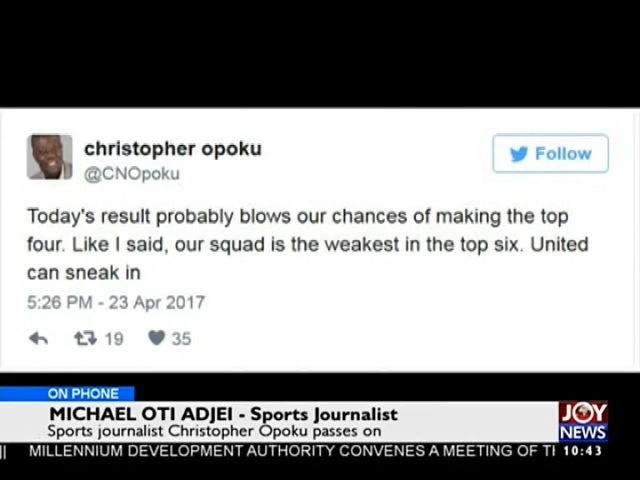 christopher opoku
@CNOpoku
Follow
Today's result probably blows our chances of making the top
four. Like I said, our squad is the weakest in the top six. United
can sneak in
5:26 PM - 23 Apr 2017
19
35
ON PHONE
MICHAEL OTI ADJEI - Sports Journalist
Sports journalist Christopher Opoku passes on
JOY
NEWS
MILLENNIUM DEVELOPMENT AUTHORITY CONVENES A MEETING OF
10:43